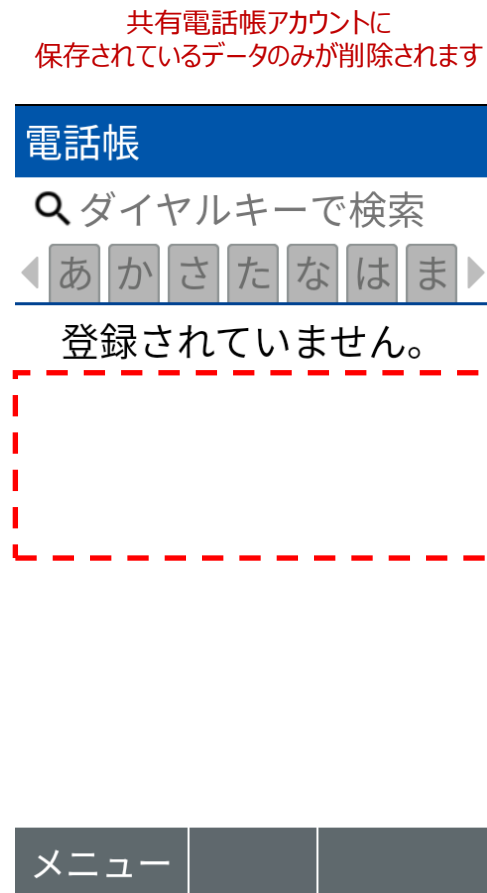 共有電話帳アカウントに
保存されているデータのみが削除されます
電話帳
ダイヤルキーで検索
あ か さ た な は ま
登録されていません。
メニュー